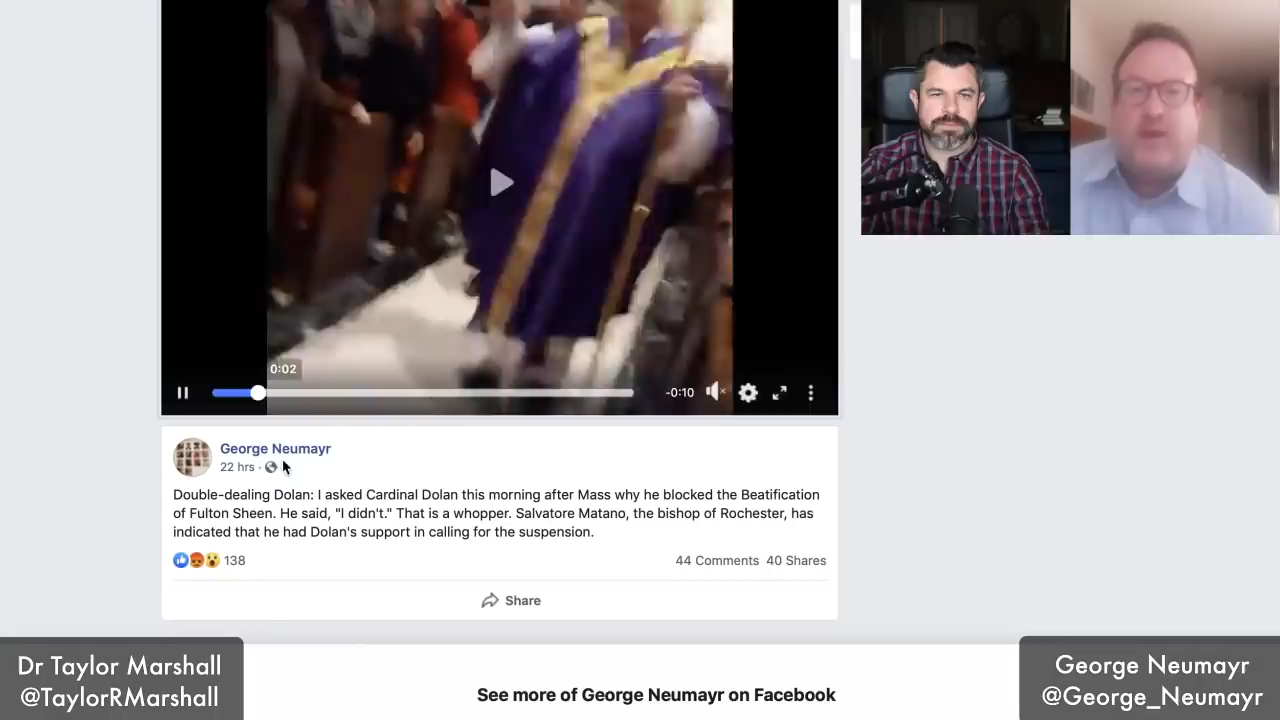 0:02
-0:10
George Neumayr
22 hrs ·
Double-dealing Dolan: I asked Cardinal Dolan this morning after Mass why he blocked the Beatification
of Fulton Sheen. He said, "I didn't." That is a whopper. Salvatore Matano, the bishop of Rochester, has
indicated that he had Dolan's support in calling for the suspension.
138
44 Comments 40 Shares
Share
Dr Taylor Marshall
@TaylorRMarshall
See more of George Neumayr on Facebook
George Neumayr
@George_Neumayr